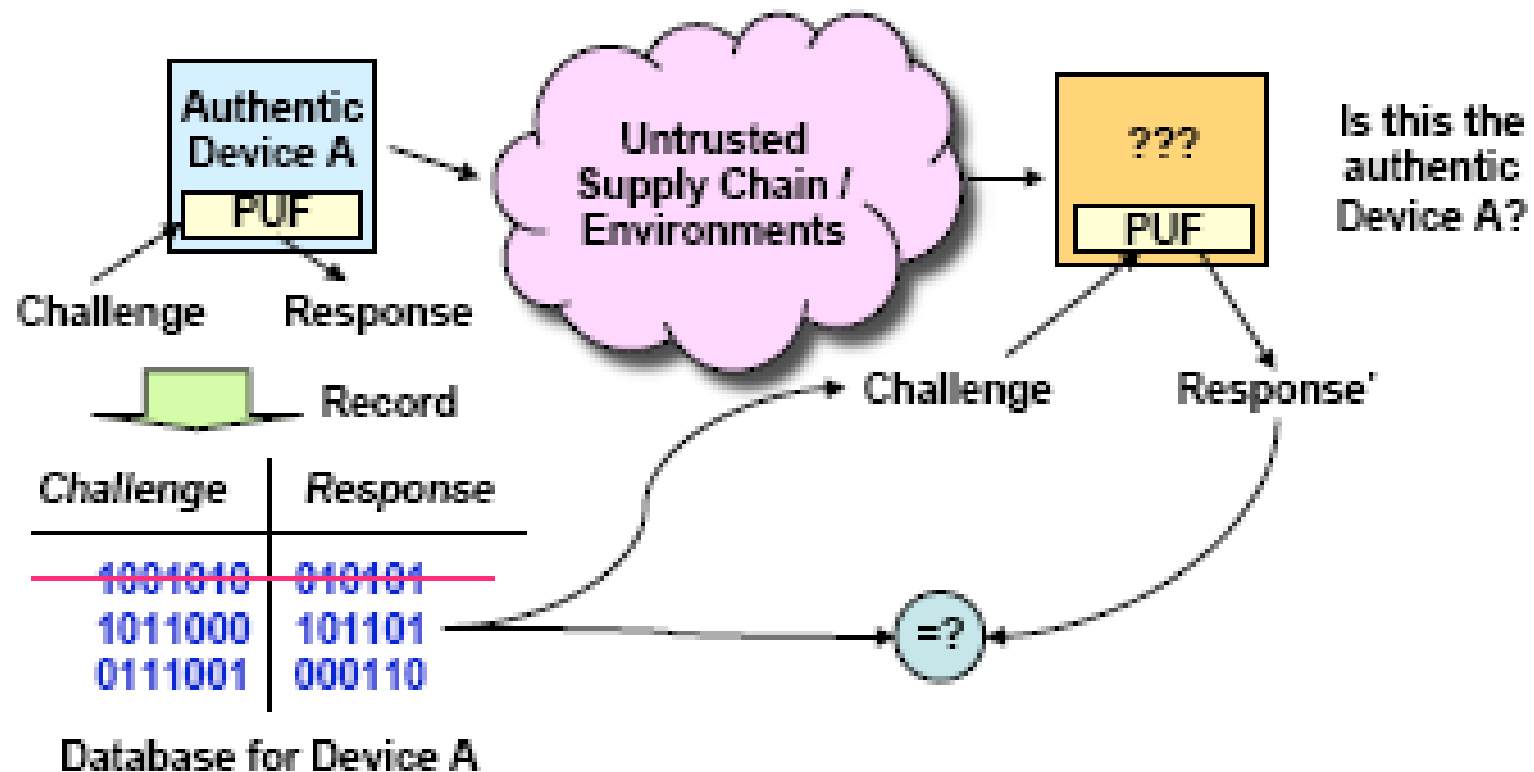 Authentic
Device A
PUF
Challenge
Response
Record
Untrusted
Supply Chain /
Environments
???
PUF
Is this the
authentic
Device A?
Challenge
Response'
Challenge Response
1001010 010101
1011000 101101
0111001 000110
=?
Database for Device A